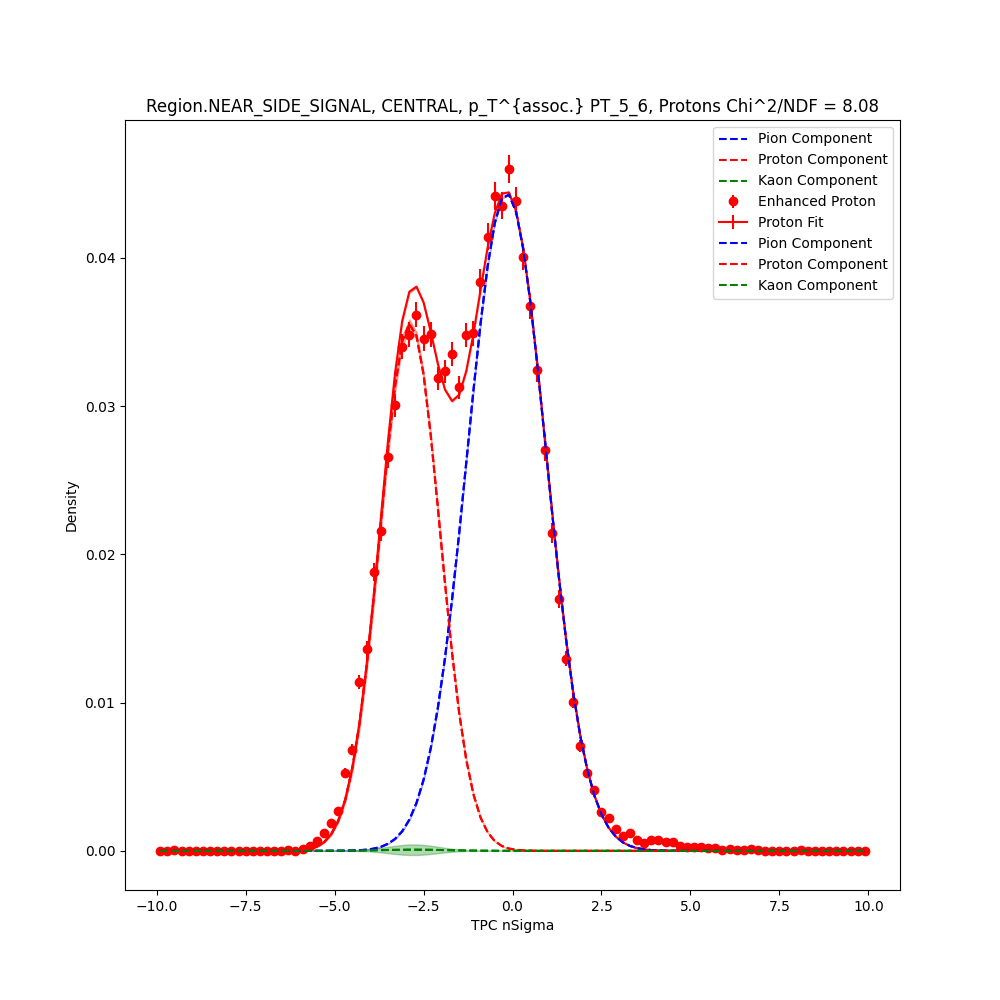 Region.NEAR_SIDE_SIGNAL, CENTRAL, p_T^{assoc.} PT_5_6, Protons Chi^2/NDF = 8.08
Pion Component
Proton Component
Kaon Component
Enhanced Proton
Proton Fit
Pion Component
Proton Component
Kaon Component
0.04
0.03
0.02
0.01
0.00
Density
−10.0 −7.5 −5.0 −2.5 0.0 2.5 5.0 7.5 10.0
TPC nSigma